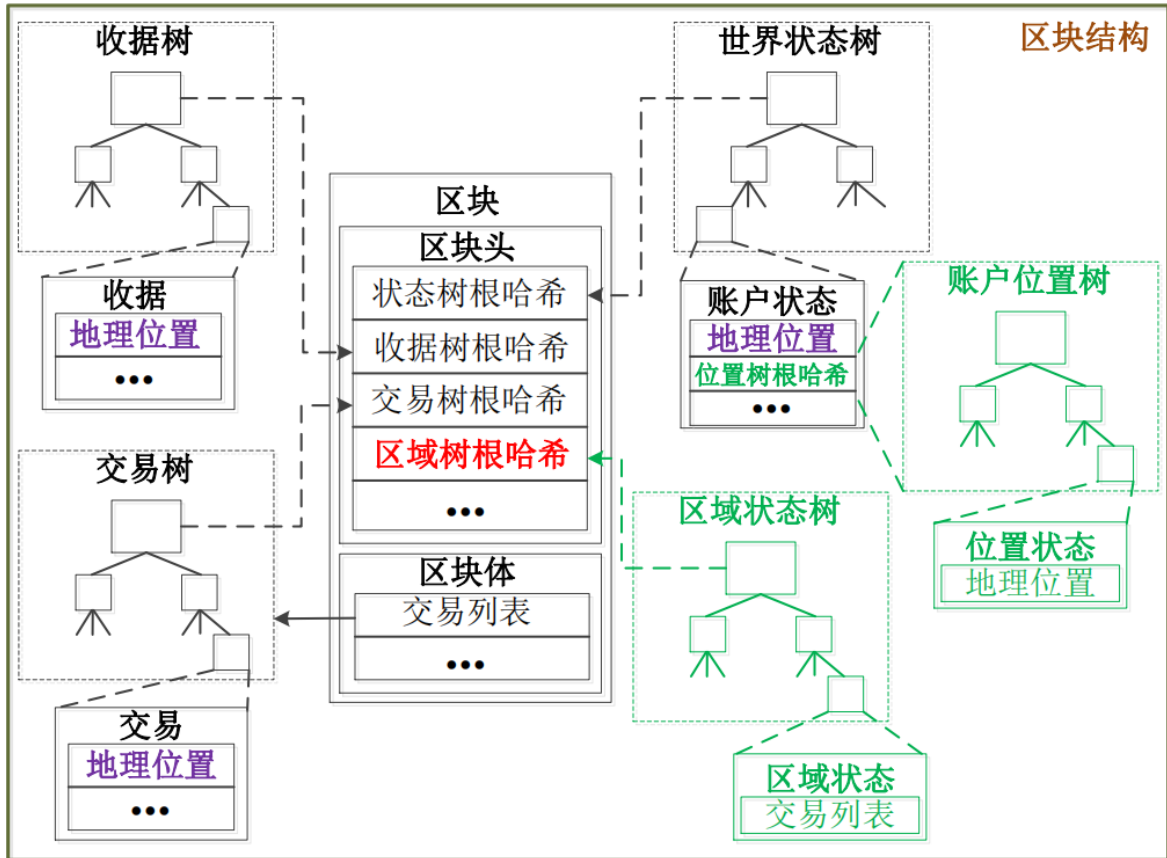 区块结构
收据树
收据
地理位置
•••
交易树
交易
地理位置
•••
区块
区块头
状态树根哈希
收据树根哈希
交易树根哈希
区域树根哈希
•••
区块体
交易列表
•••
世界状态树
账户状态
地理位置
位置树根哈希
•••
账户位置树
位置状态
地理位置
区域状态树
区域状态
交易列表